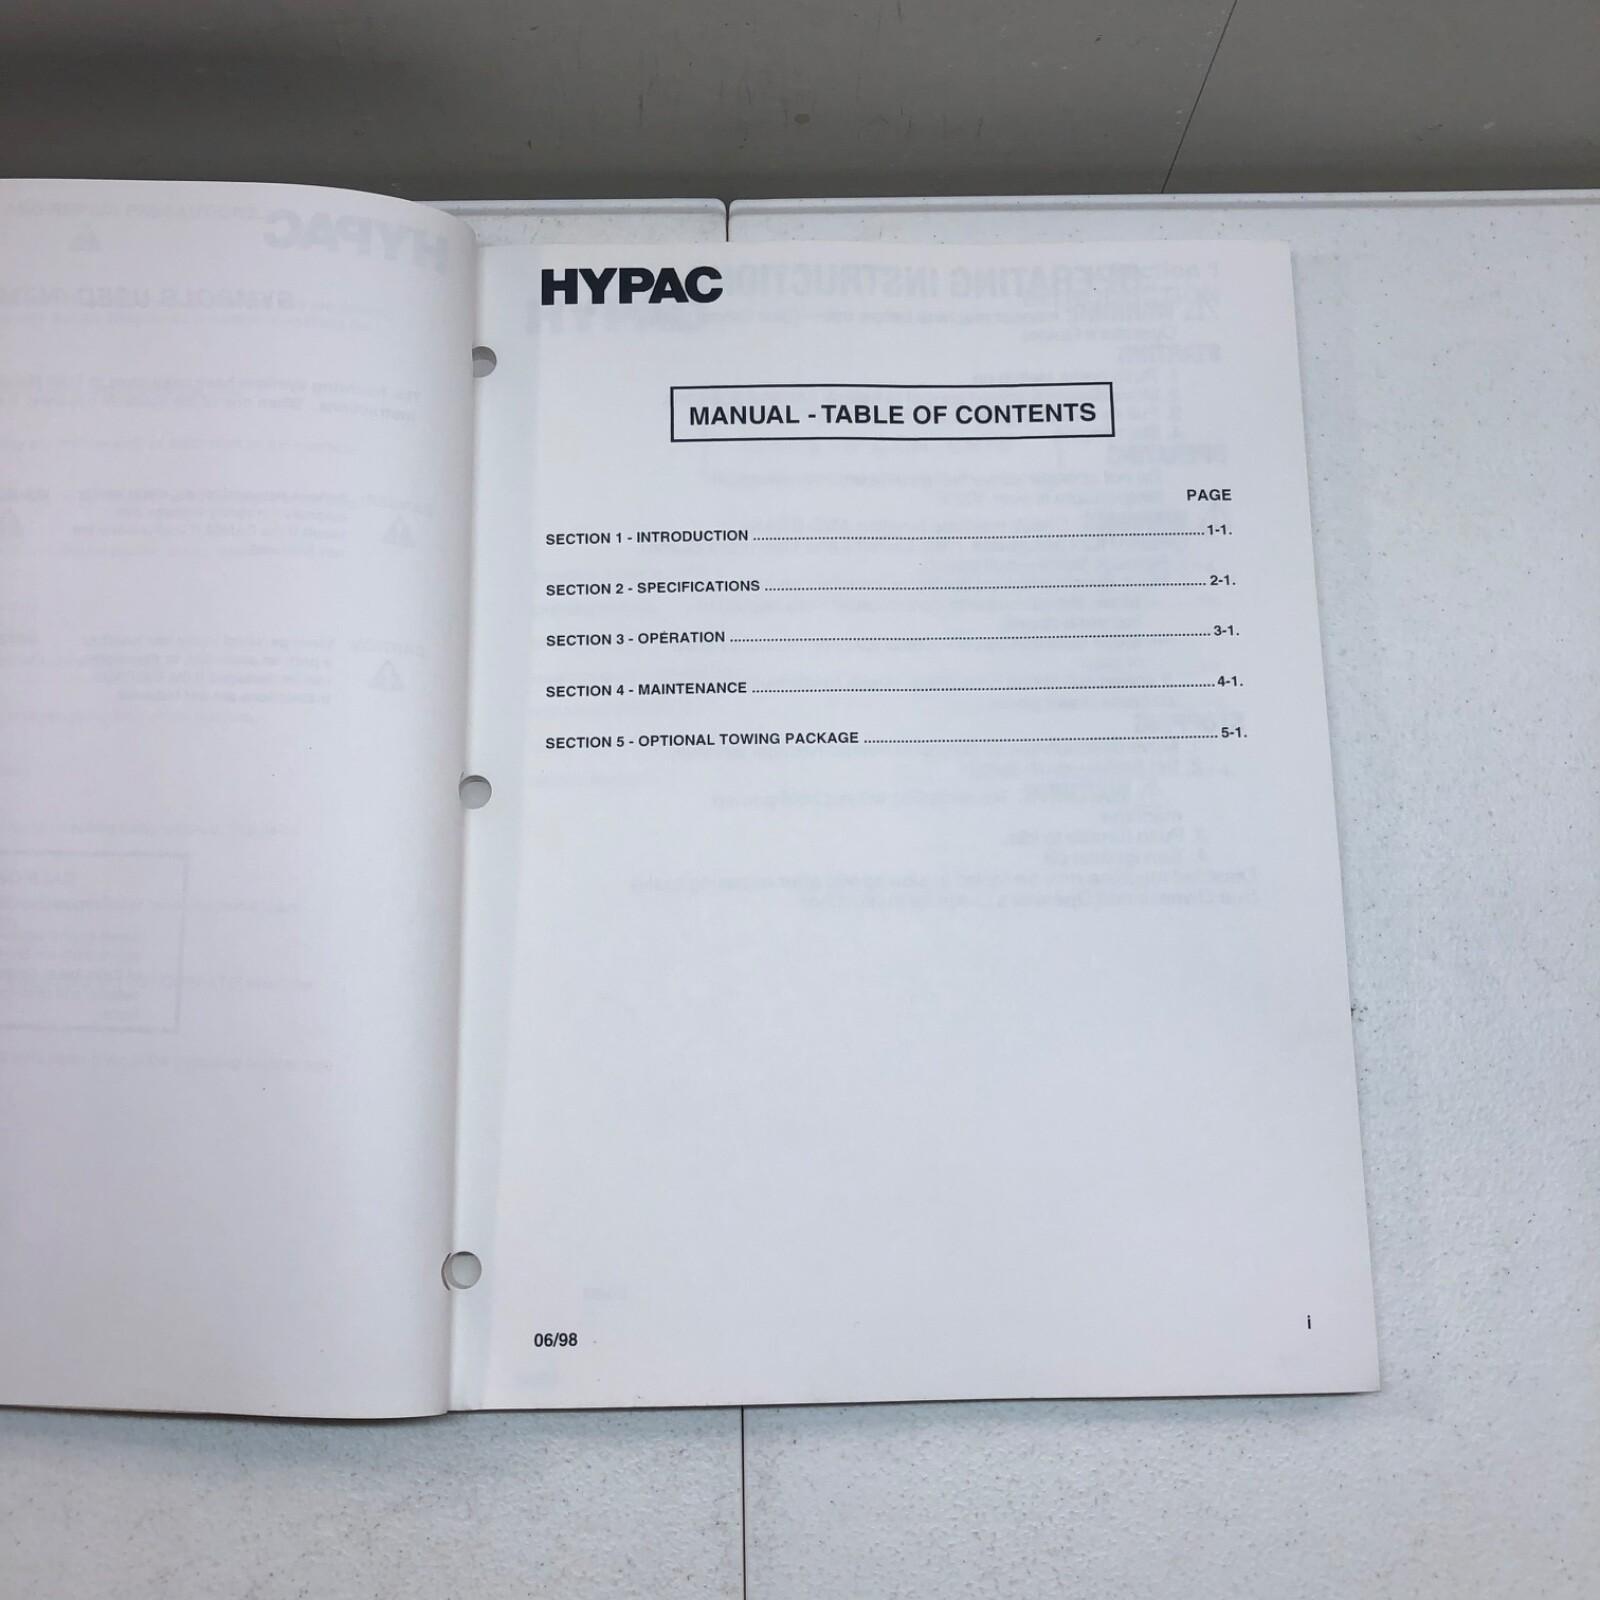 HYPAC
MANUAL - TABLE OF CONTENTS
PAGE
SECTION 1 - INTRODUCTION ........ 1-1.
SECTION 2 - SPECIFICATIONS ........ 2-1.
SECTION 3 - OPERATION ........ 3-1.
SECTION 4 - MAINTENANCE ........ 4-1.
SECTION 5 - OPTIONAL TOWING PACKAGE ........ 5-1.
06/98
i